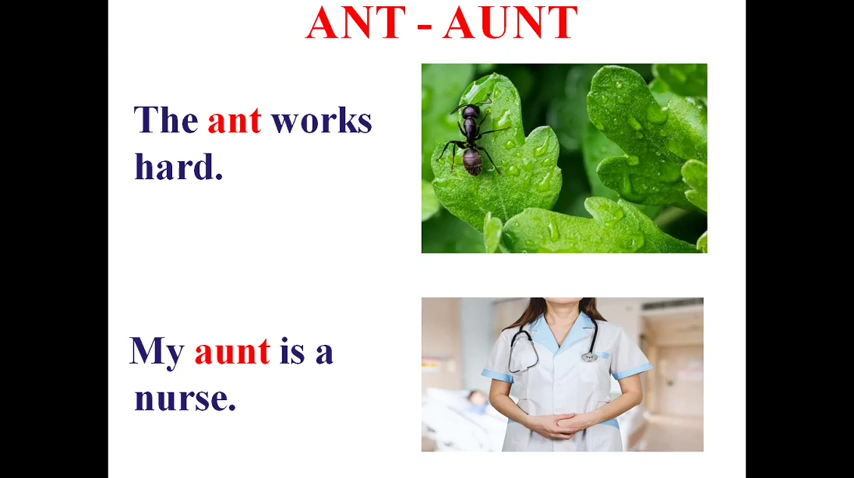 ANT - AUNT
The ant works
hard.
My aunt is a
nurse.